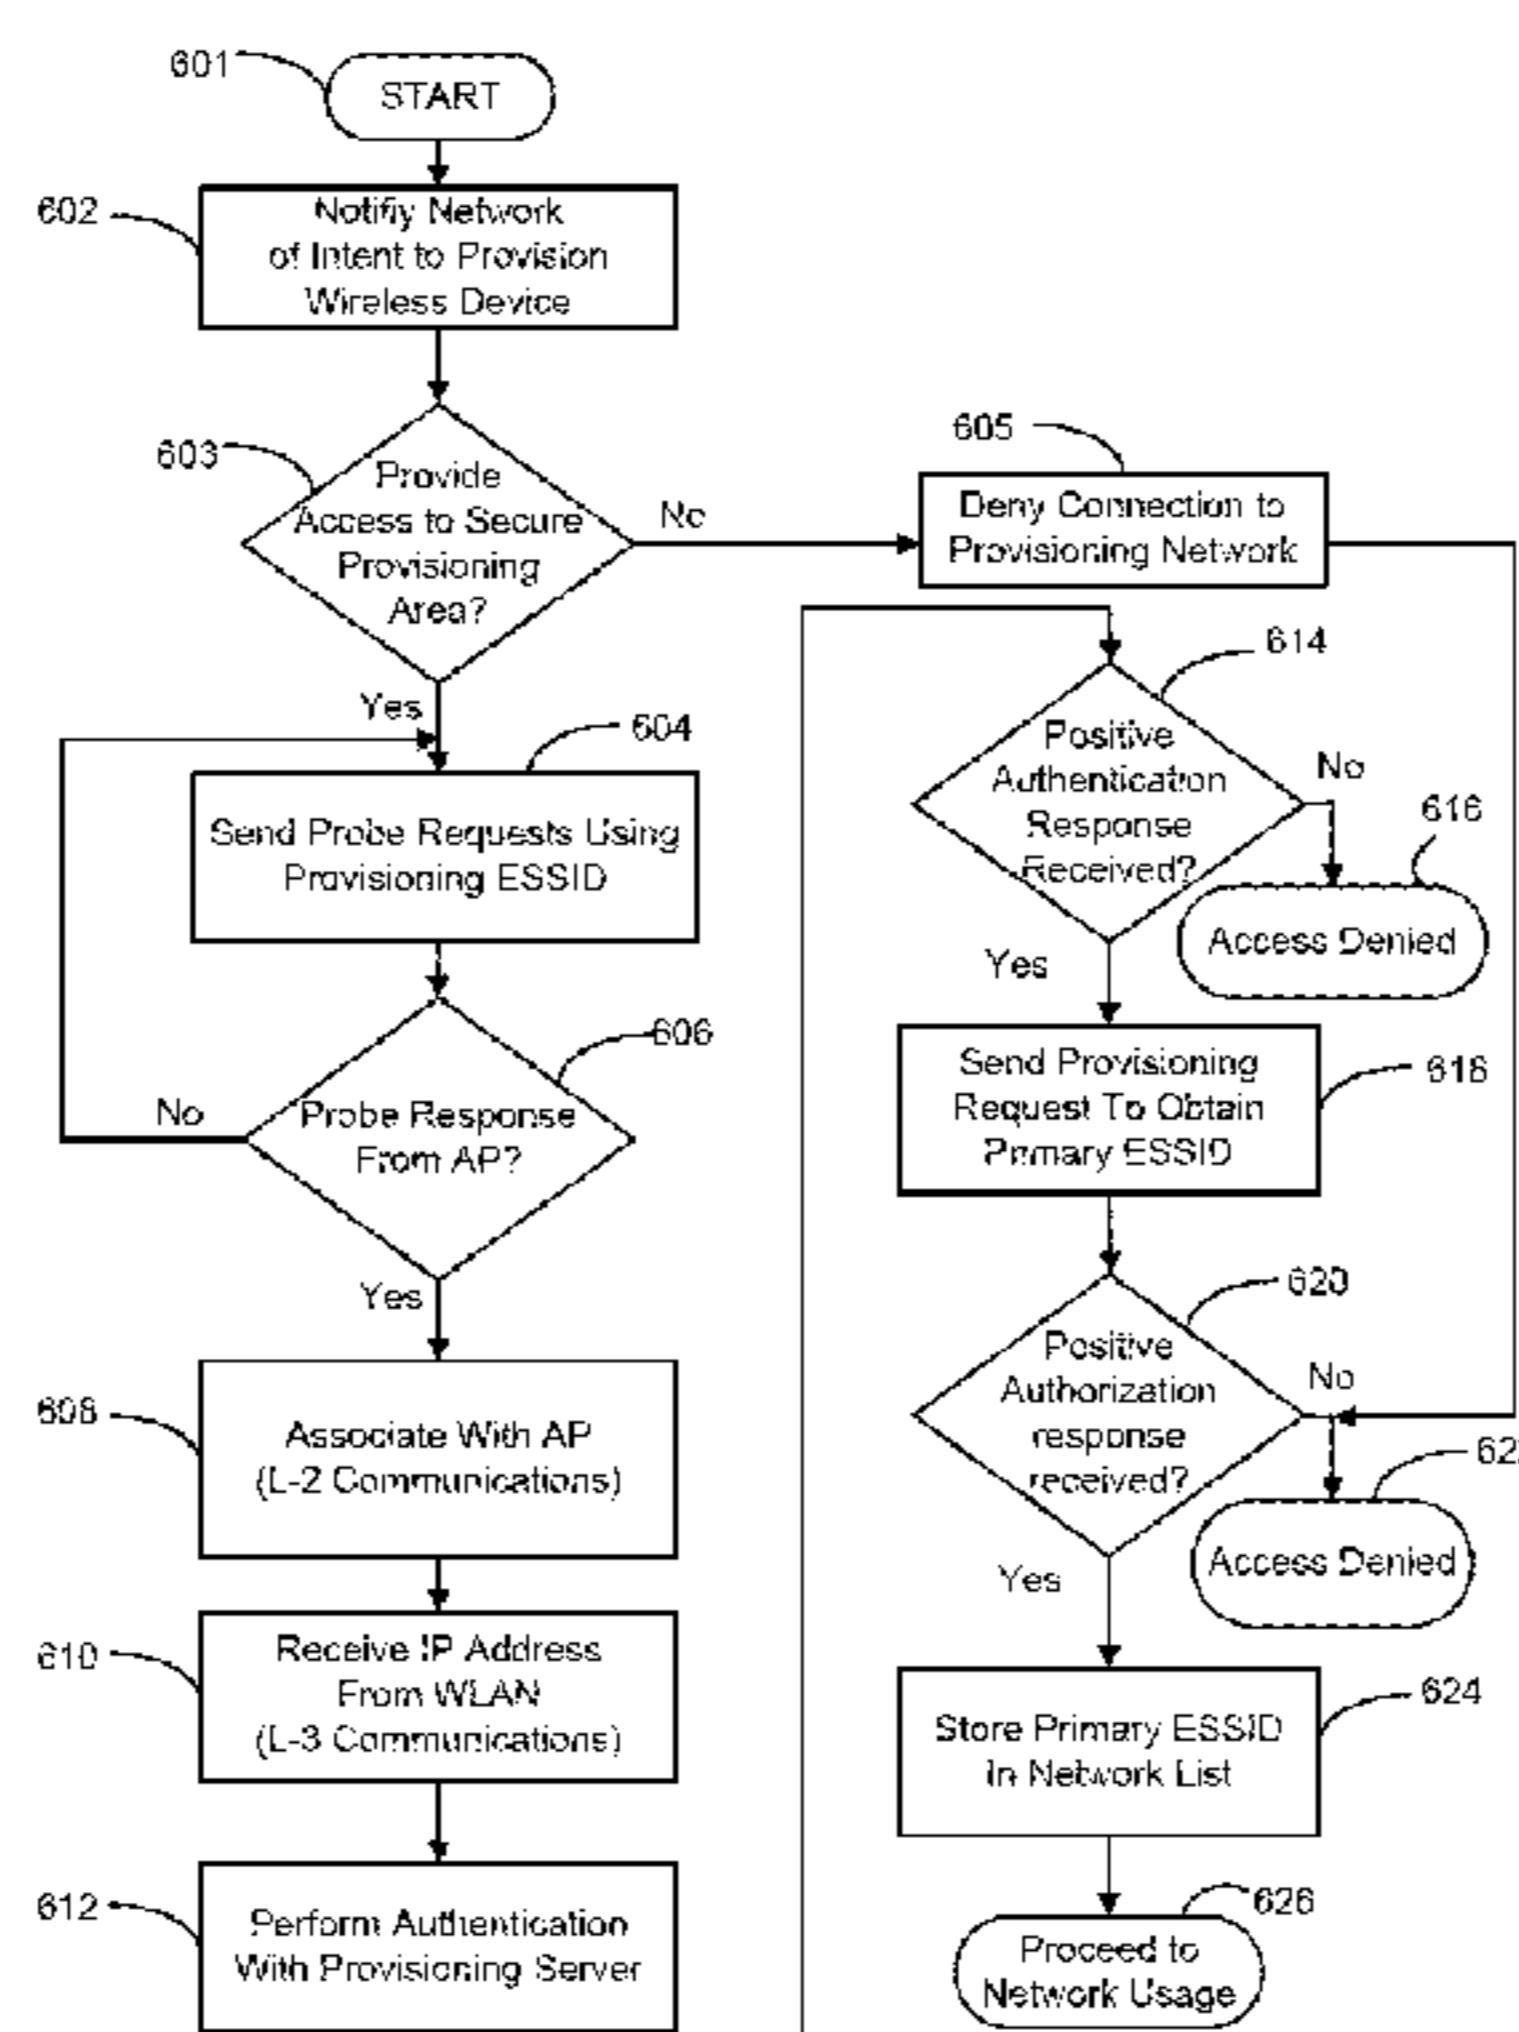 601
START
602
Notifiy Network
of Intent to Provision
Wireless Device
603
Provide
Access to Secure
Provisioning
Area?
No
Yes
604
Send Probe Requests Using
Provisioning ESSID
606
Probe Response
From AP?
No
Yes
608
Associate With AP
(L-2 Communications)
610
Receive IP Address
From WLAN
(L-3 Communications)
612
Perform Authentication
With Provisioning Server
605
Deny Connection to
Provisioning Network
614
Positive
Authentication
Response
Received?
No
616
Access Denied
Yes
618
Send Provisioning
Request To Obtain
Primary ESSID
620
Positive
Authorization
response
received?
No
Access Denied
Yes
624
Store Primary ESSID
In Network List
626
Proceed to
Network Usage